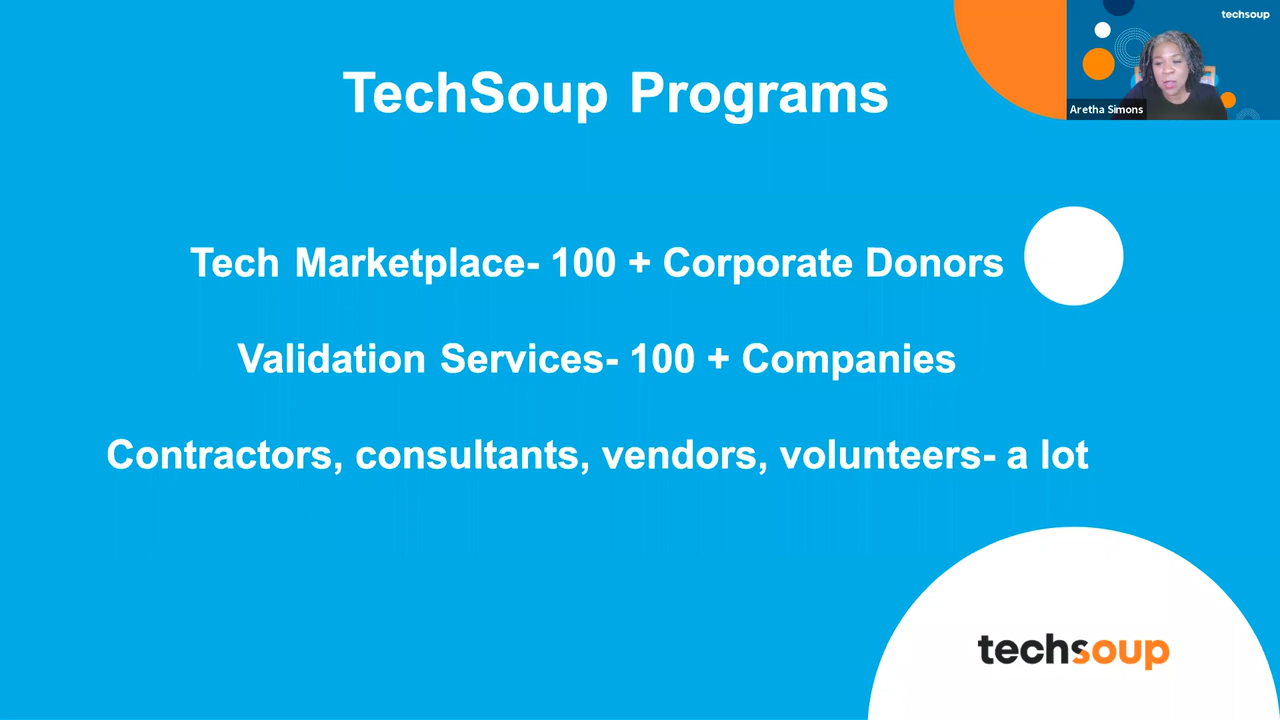 techsoup
Aretha Simons
TechSoup Programs
Tech Marketplace- 100 + Corporate Donors
Validation Services- 100 + Companies
Contractors, consultants, vendors, volunteers- a lot
techsoup